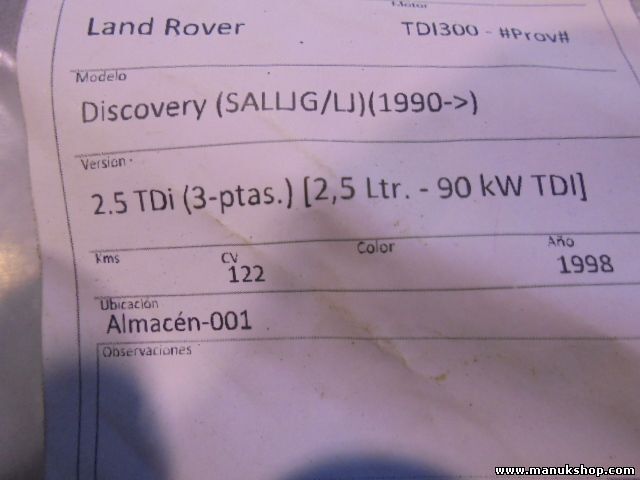 Motor
Land Rover TDI300 - #Prov#
Modelo
Discovery (SALLJG/LJ)(1990->)
Version
2.5 TDi (3-ptas.) [2,5 Ltr. - 90 kW TDI]
Kms CV Color Año
122 1998
Ubicación
Almacén-001
Observaciones
www.manukshop.com